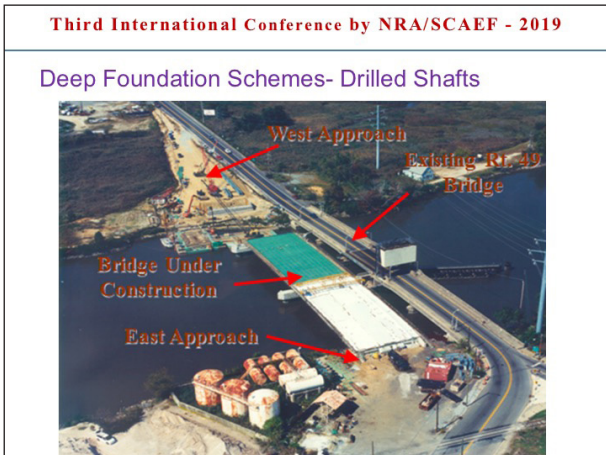 Third International Conference by NRA/SCAEF - 2019
Deep Foundation Schemes- Drilled Shafts
West Approach
Existing Rt. 49
Bridge
Bridge Under
Construction
East Approach